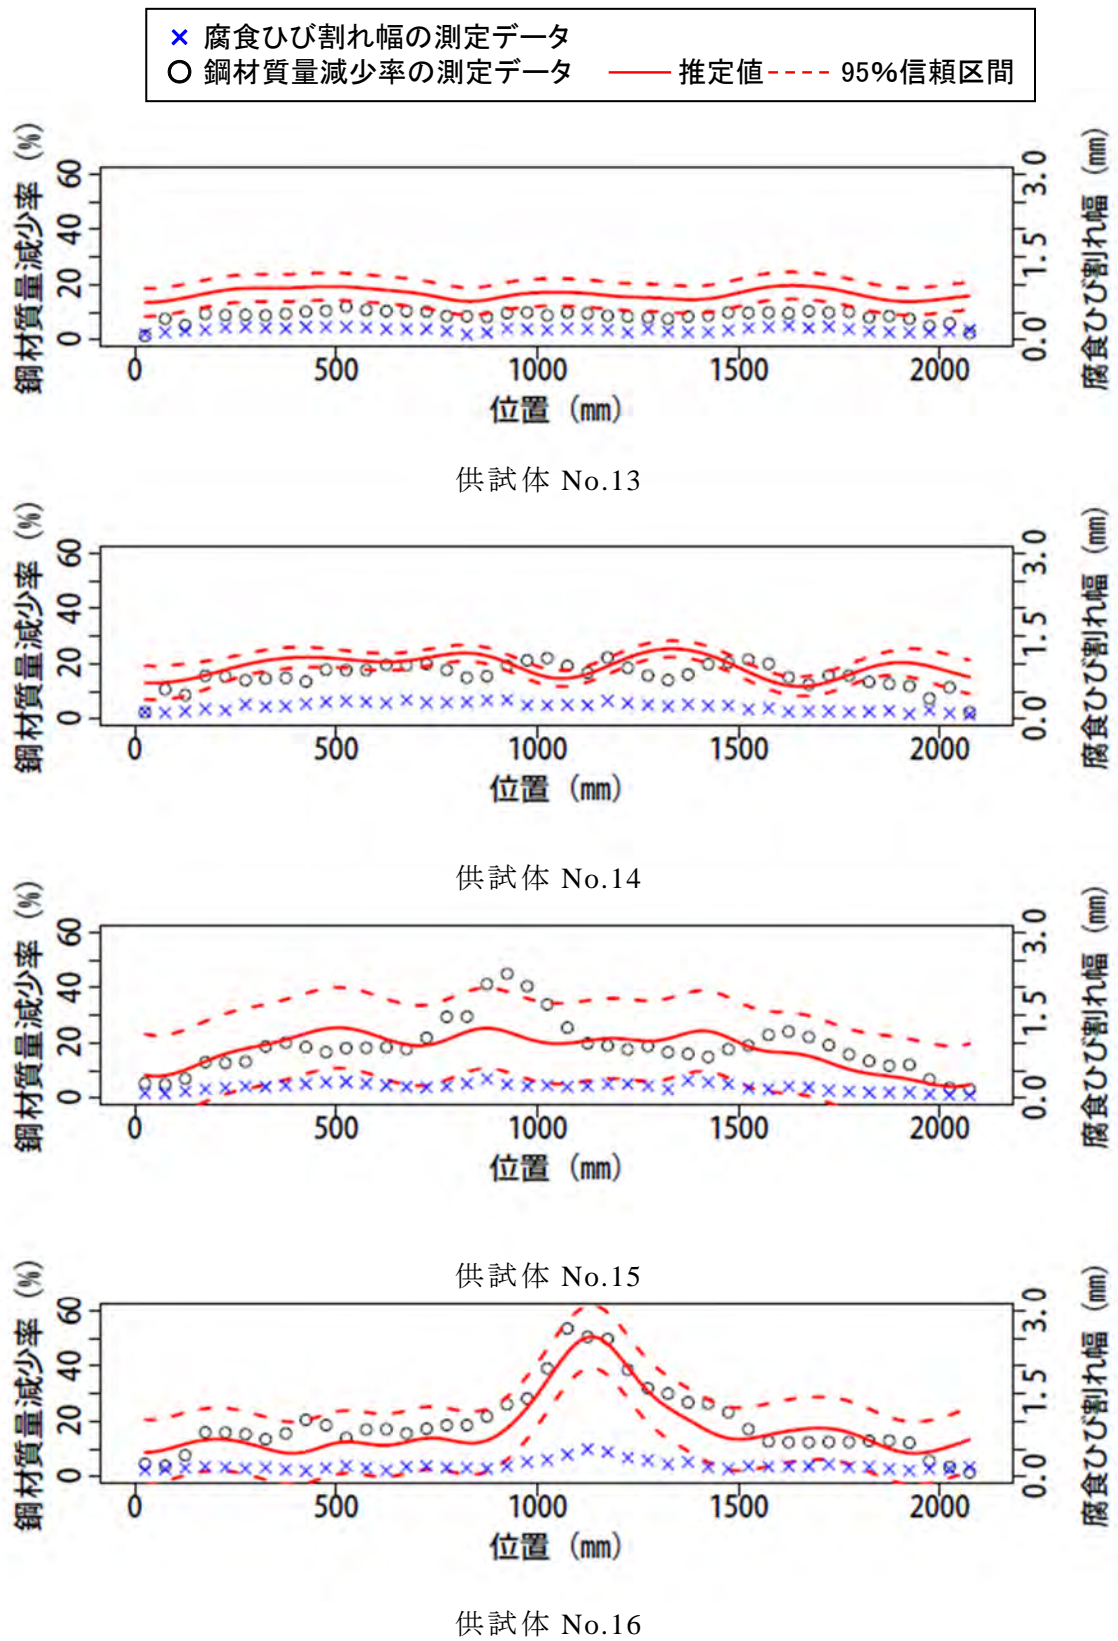 × 腐食ひび割れ幅の測定データ
○ 鋼材質量減少率の測定データ 推定値 95%信頼区間
鋼材質量減少率 (%)
60
40
20
0
3.0
1.5
0.0
腐食ひび割れ幅 (mm)
0 500 1000 1500 2000
位置 (mm)
供試体 No.13
鋼材質量減少率 (%)
60
40
20
0
3.0
1.5
0.0
腐食ひび割れ幅 (mm)
0 500 1000 1500 2000
位置 (mm)
供試体 No.14
鋼材質量減少率 (%)
60
40
20
0
3.0
1.5
0.0
腐食ひび割れ幅 (mm)
0 500 1000 1500 2000
位置 (mm)
供試体 No.15
鋼材質量減少率 (%)
60
40
20
0
3.0
1.5
0.0
腐食ひび割れ幅 (mm)
0 500 1000 1500 2000
位置 (mm)
供試体 No.16